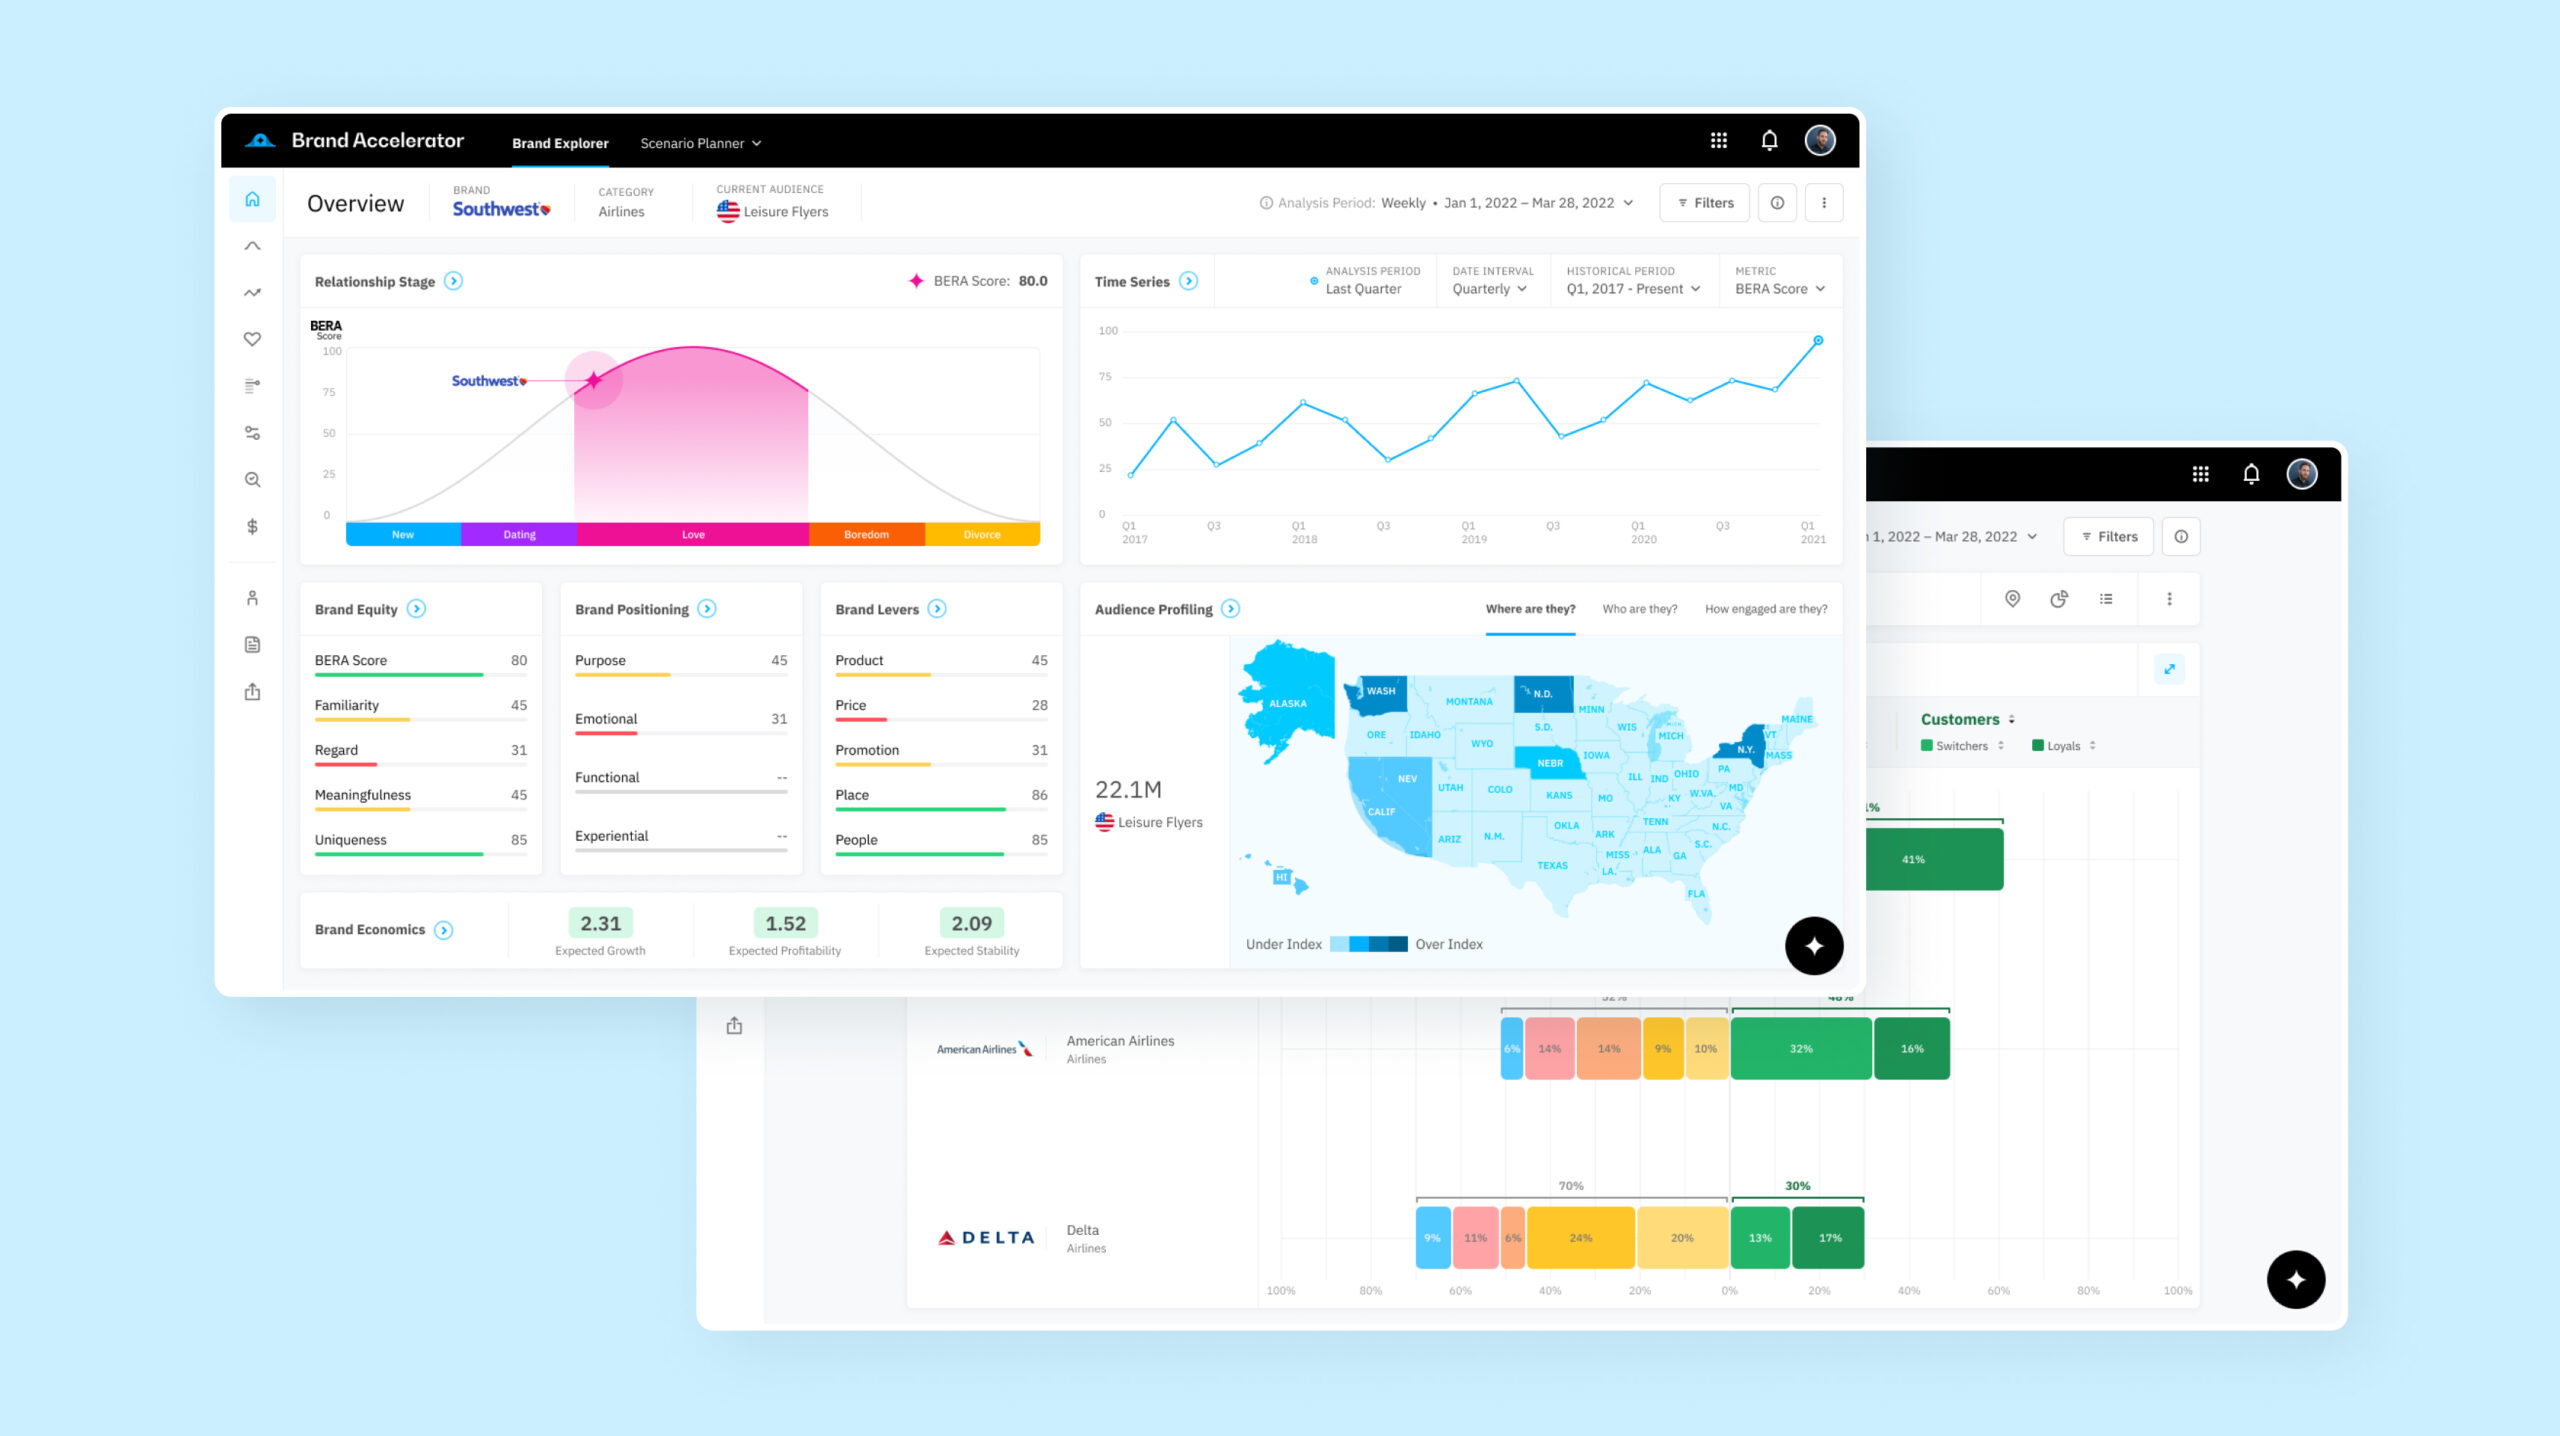 Brand Accelerator
Brand Explorer
Scenario Planner
Overview
BRAND
Southwest
CATEGORY
Airlines
CURRENT AUDIENCE
Leisure Flyers
Analysis Period: Weekly • Jan 1, 2022 – Mar 28, 2022
Filters
Relationship Stage
BERA Score: 80.0
BERA
Score
100
75
50
25
0
Southwest
New
Dating
Love
Boredom
Divorce
Time Series
ANALYSIS PERIOD
Last Quarter
DATE INTERVAL
Quarterly
HISTORICAL PERIOD
Q1, 2017 - Present
METRIC
BERA Score
100
75
50
25
0
Q1 Q3 Q1 Q3 Q1 Q3 Q1 Q3 Q1
2017 2018 2019 2020 2021
Brand Equity
BERA Score 80
Familiarity 45
Regard 31
Meaningfulness 45
Uniqueness 85
Brand Positioning
Purpose 45
Emotional 31
Functional --
Experiential --
Brand Levers
Product 45
Price 28
Promotion 31
Place 86
People 85
Brand Economics
2.31
Expected Growth
1.52
Expected Profitability
2.09
Expected Stability
Audience Profiling
Where are they?
Who are they?
How engaged are they?
22.1M
Leisure Flyers
ALASKA
WASH
MONTANA
N.D.
MINN
ORE
IDAHO
WYO
S.D.
WIS
MICH
MICH
MAINE
VT
N.Y.
MASS
NEBR
IOWA
NEV
UTAH
COLO
KANS
MO
ILL
IND
OHIO
PA
MD
W.VA.
VA
KY
CALIF
ARIZ
N.M.
OKLA
ARK
TENN
N.C.
S.C.
MISS
ALA
GA
TEXAS
LA.
FLA
HI
Under Index
Over Index
1, 2022 – Mar 28, 2022
Filters
Customers
Switchers
Loyals
1%
41%
48%
American Airlines
American Airlines
Airlines
6%
14%
14%
9%
10%
32%
16%
70%
30%
DELTA
Delta
Airlines
9%
11%
6%
24%
20%
13%
17%
100% 80% 60% 40% 20% 0% 20% 40% 60% 80% 100%